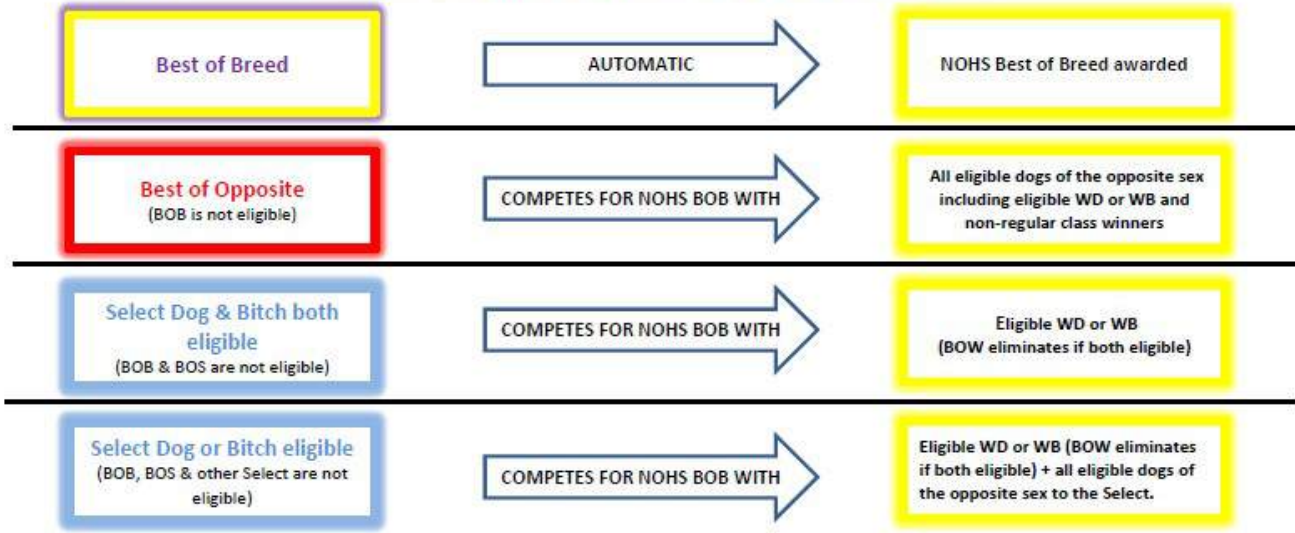 Best of Breed
AUTOMATIC
NOHS Best of Breed awarded
Best of Opposite
(BOB is not eligible)
COMPETES FOR NOHS BOB WITH
All eligible dogs of the opposite sex
including eligible WD or WB and
non-regular class winners
Select Dog & Bitch both
eligible
(BOB & BOS are not eligible)
COMPETES FOR NOHS BOB WITH
Eligible WD or WB
(BOW eliminates if both eligible)
Select Dog or Bitch eligible
(BOB, BOS & other Select are not
eligible)
COMPETES FOR NOHS BOB WITH
Eligible WD or WB (BOW eliminates
if both eligible) + all eligible dogs of
the opposite sex to the Select.